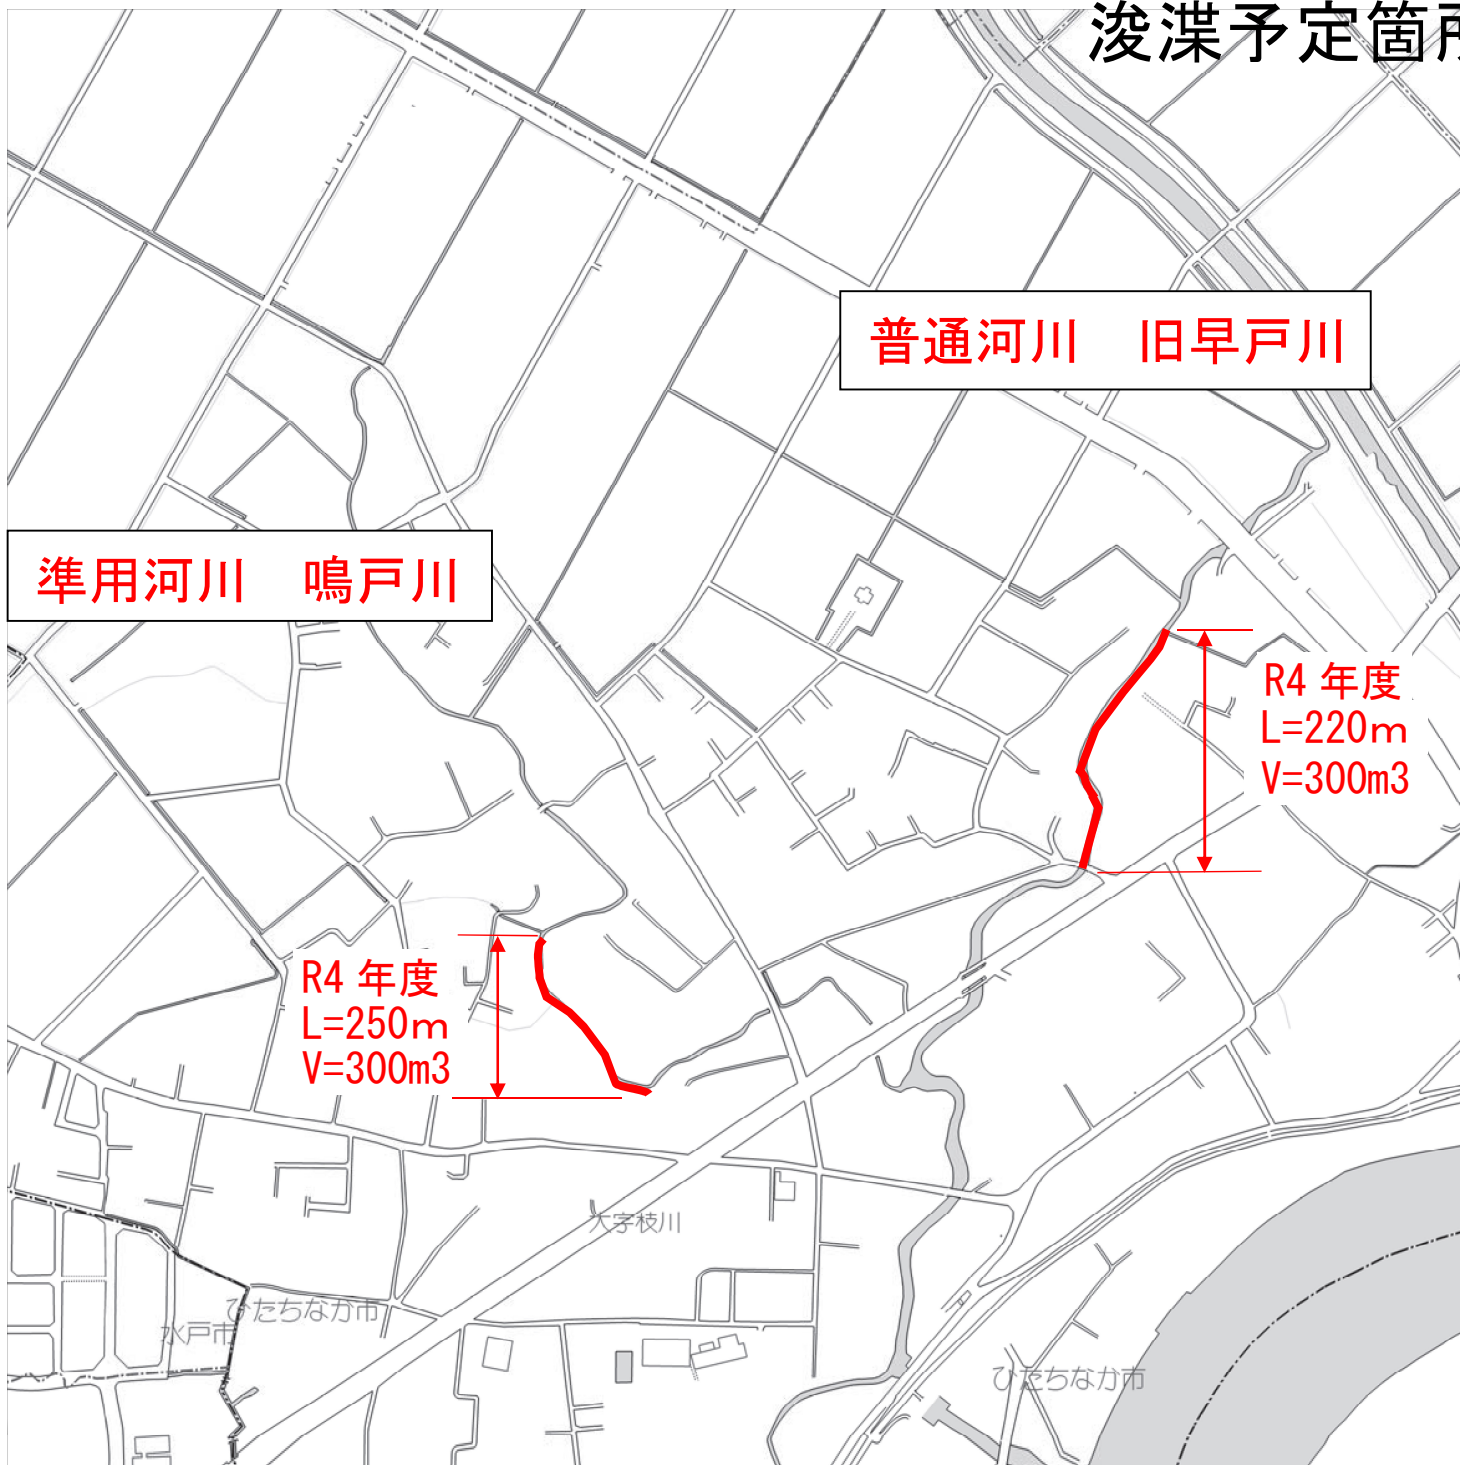 浚渫予定箇所
普通河川　旧早戸川
準用河川　鳴戸川
R4 年度
L=220m
V=300m3
R4 年度
L=250m
V=300m3
大字枝川
ひたちなか市
水戸市
ひたちなか市